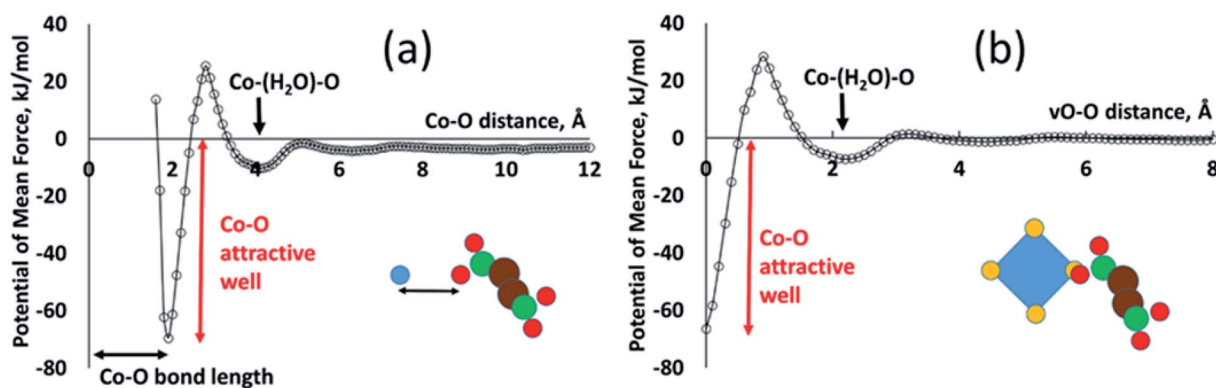 (a)
Potential of Mean Force, kJ/mol
40
20
0
-20
-40
-60
-80
0 2 4 6 8 10 12
Co-(H₂O)-O
Co-O distance, Å
Co-O
attractive
well
Co-O bond length
(b)
Potential of Mean Force, kJ/mol
40
20
0
-20
-40
-60
-80
0 2 4 6 8
Co-(H₂O)-O
vO-O distance, Å
Co-O
attractive
well